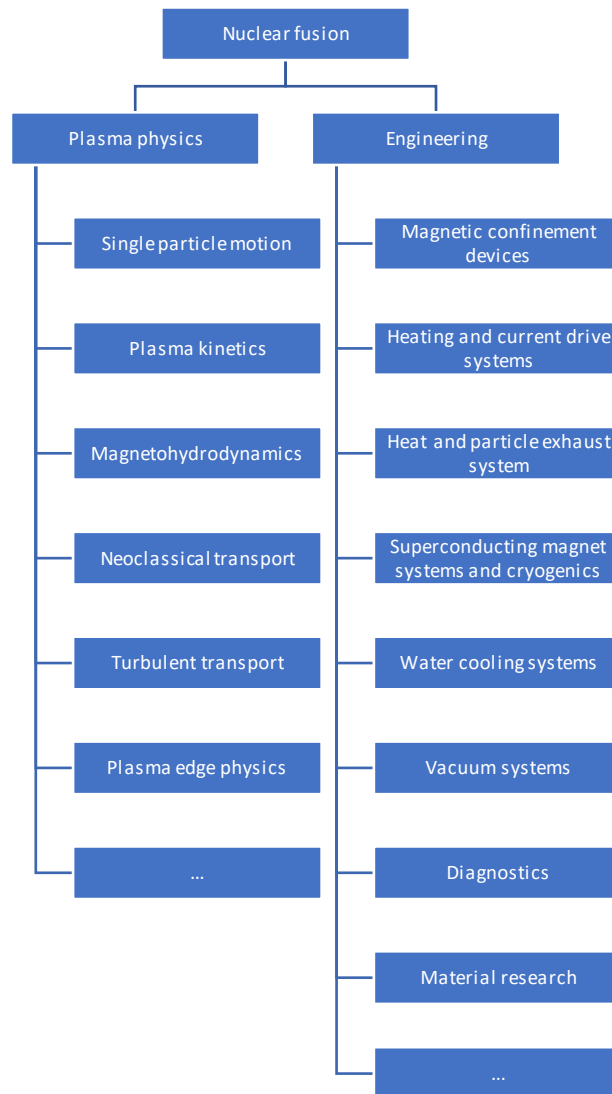 Nuclear fusion
Plasma physics
Engineering
Single particle motion
Plasma kinetics
Magnetohydrodynamics
Neoclassical transport
Turbulent transport
Plasma edge physics
...
Magnetic confinement
devices
Heating and current drive
systems
Heat and particle exhaust
system
Superconducting magnet
systems and cryogenics
Water cooling systems
Vacuum systems
Diagnostics
Material research
...